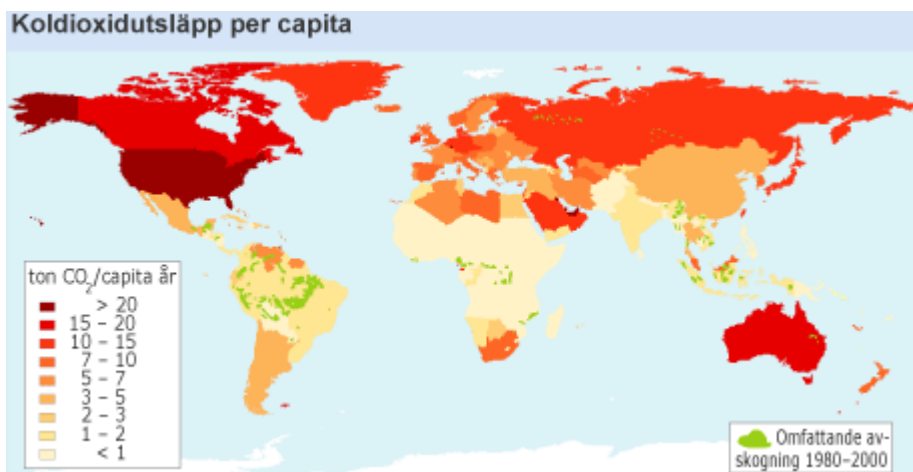 Koldioxidutsläpp per capita
ton CO₂/capita år
> 20
15 – 20
10 – 15
7 – 10
5 – 7
3 – 5
2 – 3
1 – 2
< 1
Omfattande av-
skogning 1980–2000